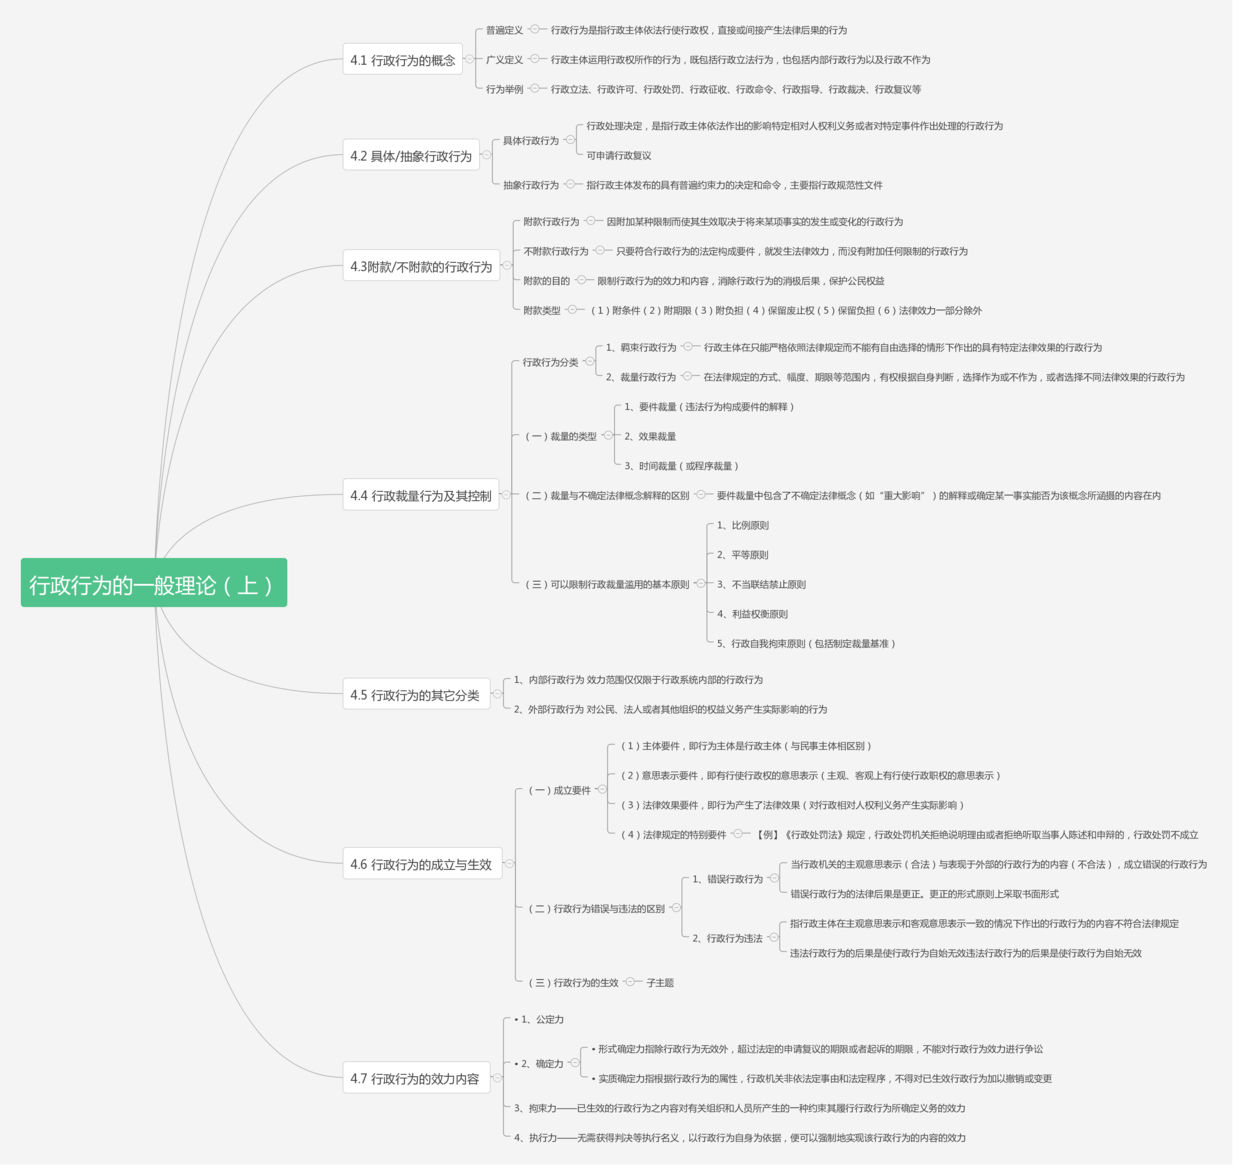 行政行为的一般理论（上）
4.1 行政行为的概念
普遍定义
行政行为是指行政主体依法行使行政权，直接或间接产生法律后果的行为
广义定义
行政主体运用行政权所作的行为，既包括行政立法行为，也包括内部行政行为以及行政不作为
行为举例
行政立法、行政许可、行政处罚、行政征收、行政命令、行政指导、行政裁决、行政复议等
4.2 具体/抽象行政行为
具体行政行为
行政处理决定，是指行政主体依法作出的影响特定相对人权利义务或者对特定事件作出处理的行政行为
可申请行政复议
抽象行政行为
指行政主体发布的具有普遍约束力的决定和命令，主要指行政规范性文件
4.3附款/不附款的行政行为
附款行政行为
因附加某种限制而使其生效取决于将来某项事实的发生或变化的行政行为
不附款行政行为
只要符合行政行为的法定构成要件，就发生法律效力，而没有附加任何限制的行政行为
附款的目的
限制行政行为的效力和内容，消除行政行为的消极后果，保护公民权益
附款类型
（1）附条件（2）附期限（3）附负担（4）保留废止权（5）保留负担（6）法律效力一部分除外
4.4 行政裁量行为及其控制
行政行为分类
1、羁束行政行为
行政主体在只能严格依照法律规定而不能有自由选择的情形下作出的具有特定法律效果的行政行为
2、裁量行政行为
在法律规定的方式、幅度、期限等范围内，有权根据自身判断，选择作为或不作为，或者选择不同法律效果的行政行为
（一）裁量的类型
1、要件裁量（违法行为构成要件的解释）
2、效果裁量
3、时间裁量（或程序裁量）
（二）裁量与不确定法律概念解释的区别
要件裁量中包含了不确定法律概念（如“重大影响”）的解释或确定某一事实能否为该概念所涵摄的内容在内
（三）可以限制行政裁量滥用的基本原则
1、比例原则
2、平等原则
3、不当联结禁止原则
4、利益权衡原则
5、行政自我拘束原则（包括制定裁量基准）
4.5 行政行为的其它分类
1、内部行政行为 效力范围仅仅限于行政系统内部的行政行为
2、外部行政行为 对公民、法人或者其他组织的权益义务产生实际影响的行为
4.6 行政行为的成立与生效
（一）成立要件
（1）主体要件，即行为主体是行政主体（与民事主体相区别）
（2）意思表示要件，即有行使行政权的意思表示（主观、客观上有行使行政职权的意思表示）
（3）法律效果要件，即行为产生了法律效果（对行政相对人权利义务产生实际影响）
（4）法律规定的特别要件
【例】《行政处罚法》规定，行政处罚机关拒绝说明理由或者拒绝听取当事人陈述和申辩的，行政处罚不成立
（二）行政行为错误与违法的区别
1、错误行政行为
当行政机关的主观意思表示（合法）与表现于外部的行政行为的内容（不合法），成立错误的行政行为
错误行政行为的法律后果是更正。更正的形式原则上采取书面形式
2、行政行为违法
指行政主体在主观意思表示和客观意思表示一致的情况下作出的行政行为的内容不符合法律规定
违法行政行为的后果是使行政行为自始无效违法行政行为的后果是使行政行为自始无效
（三）行政行为的生效
子主题
4.7 行政行为的效力内容
• 1、公定力
• 2、确定力
• 形式确定力指除行政行为无效外，超过法定的申请复议的期限或者起诉的期限，不能对行政行为效力进行争讼
• 实质确定力指根据行政行为的属性，行政机关非依法定事由和法定程序，不得对已生效行政行为加以撤销或变更
3、拘束力——已生效的行政行为之内容对有关组织和人员所产生的一种约束其履行行政行为所确定义务的效力
4、执行力——无需获得判决等执行名义，以行政行为自身为依据，便可以强制地实现该行政行为的内容的效力